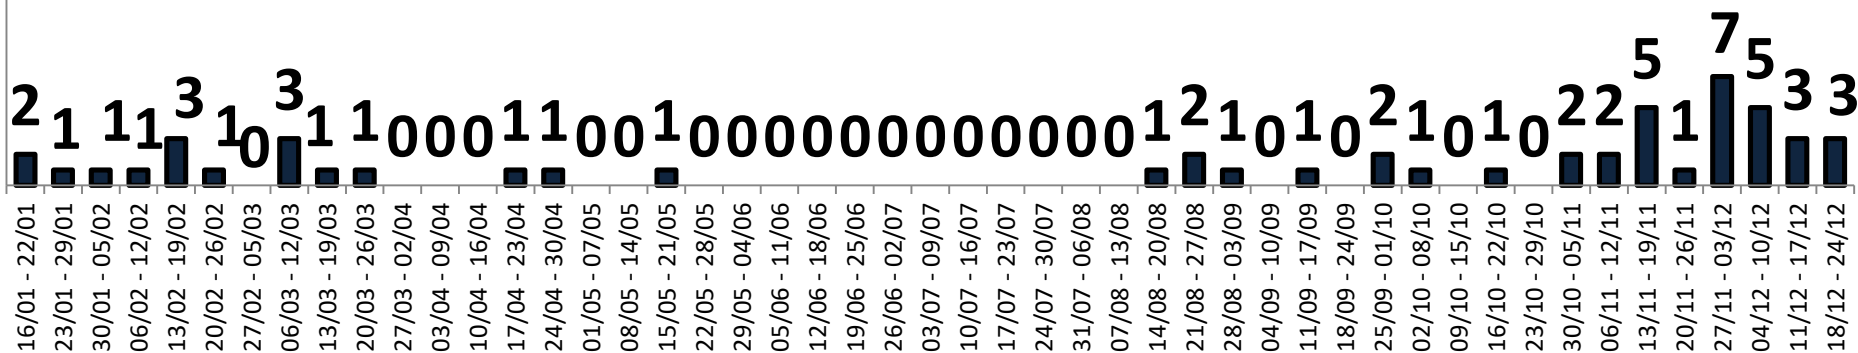 2 1 1 1 3 1 0 3 1 1 0 0 0 1 1 0 0 1 0 0 0 0 0 0 0 0 0 0 0 0 1 2 1 0 1 0 2 1 0 1 0 2 2 5 1 7 5 3 3
16/01 - 22/01
23/01 - 29/01
30/01 - 05/02
06/02 - 12/02
13/02 - 19/02
20/02 - 26/02
27/02 - 05/03
06/03 - 12/03
13/03 - 19/03
20/03 - 26/03
27/03 - 02/04
03/04 - 09/04
10/04 - 16/04
17/04 - 23/04
24/04 - 30/04
01/05 - 07/05
08/05 - 14/05
15/05 - 21/05
22/05 - 28/05
29/05 - 04/06
05/06 - 11/06
12/06 - 18/06
19/06 - 25/06
26/06 - 02/07
03/07 - 09/07
10/07 - 16/07
17/07 - 23/07
24/07 - 30/07
31/07 - 06/08
07/08 - 13/08
14/08 - 20/08
21/08 - 27/08
28/08 - 03/09
04/09 - 10/09
11/09 - 17/09
18/09 - 24/09
25/09 - 01/10
02/10 - 08/10
09/10 - 15/10
16/10 - 22/10
23/10 - 29/10
30/10 - 05/11
06/11 - 12/11
13/11 - 19/11
20/11 - 26/11
27/11 - 03/12
04/12 - 10/12
11/12 - 17/12
18/12 - 24/12